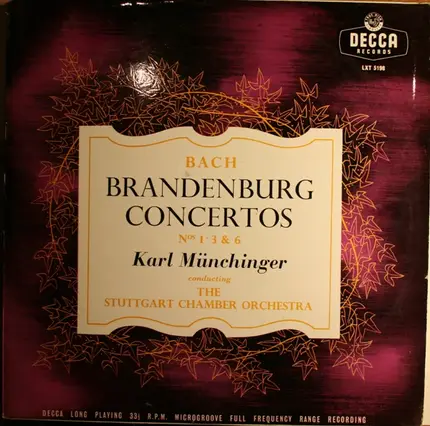 DECCA
RECORDS
LXT 5198
BACH
BRANDENBURG
CONCERTOS
Nos 1 · 3 & 6
Karl Münchinger
conducting
THE
STUTTGART CHAMBER ORCHESTRA
DECCA LONG PLAYING 33⅓ R.P.M. MICROGROOVE FULL FREQUENCY RANGE RECORDING